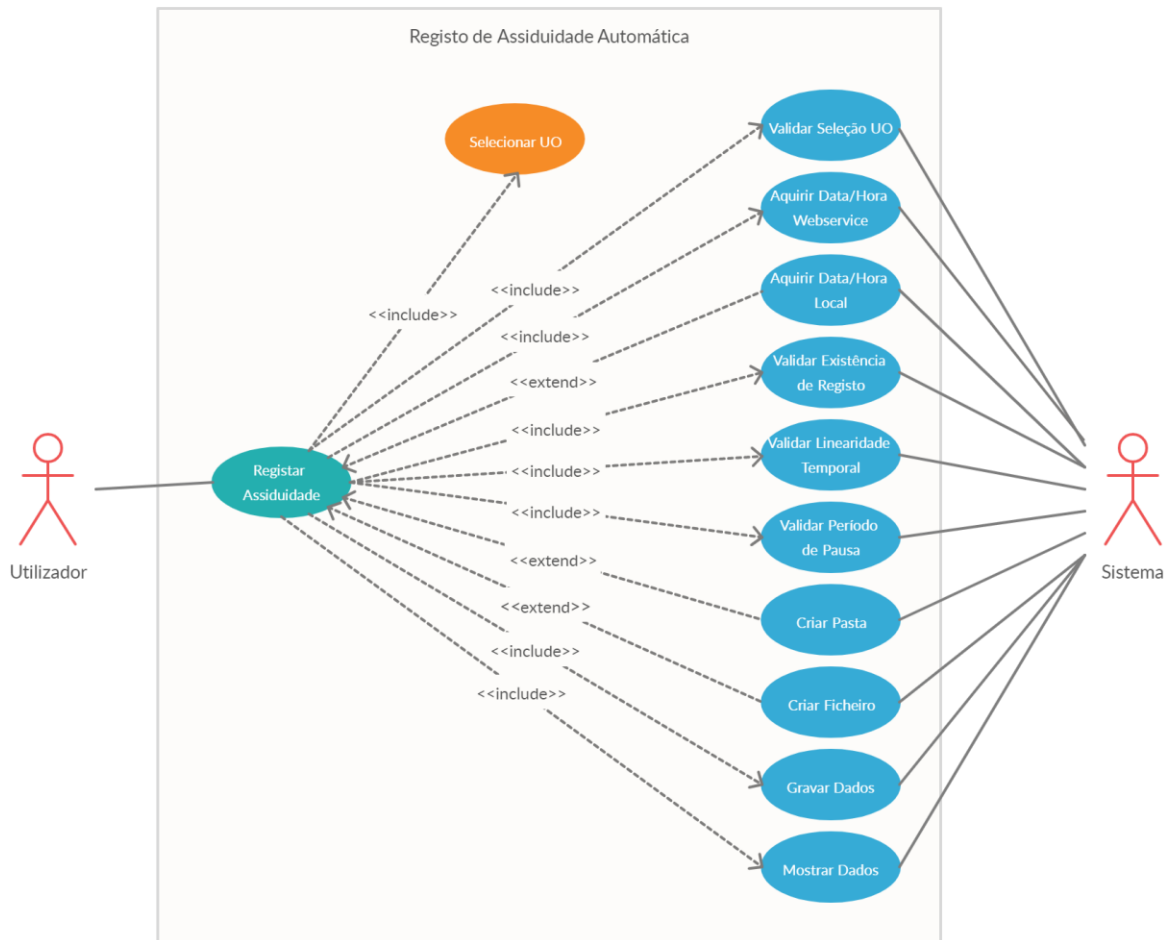 Registo de Assiduidade Automática
Selecionar UO
Validar Seleção UO
Aquirir Data/Hora
Webservice
Aquirir Data/Hora
Local
<<include>>
<<include>>
<<include>>
<<extend>>
Validar Existência
de Registo
<<include>>
Validar Linearidade
Temporal
Registar
Assiduidade
<<include>>
<<include>>
Validar Período
de Pausa
<<extend>>
Utilizador
Sistema
<<extend>>
Criar Pasta
<<include>>
<<include>>
Criar Ficheiro
Gravar Dados
Mostrar Dados